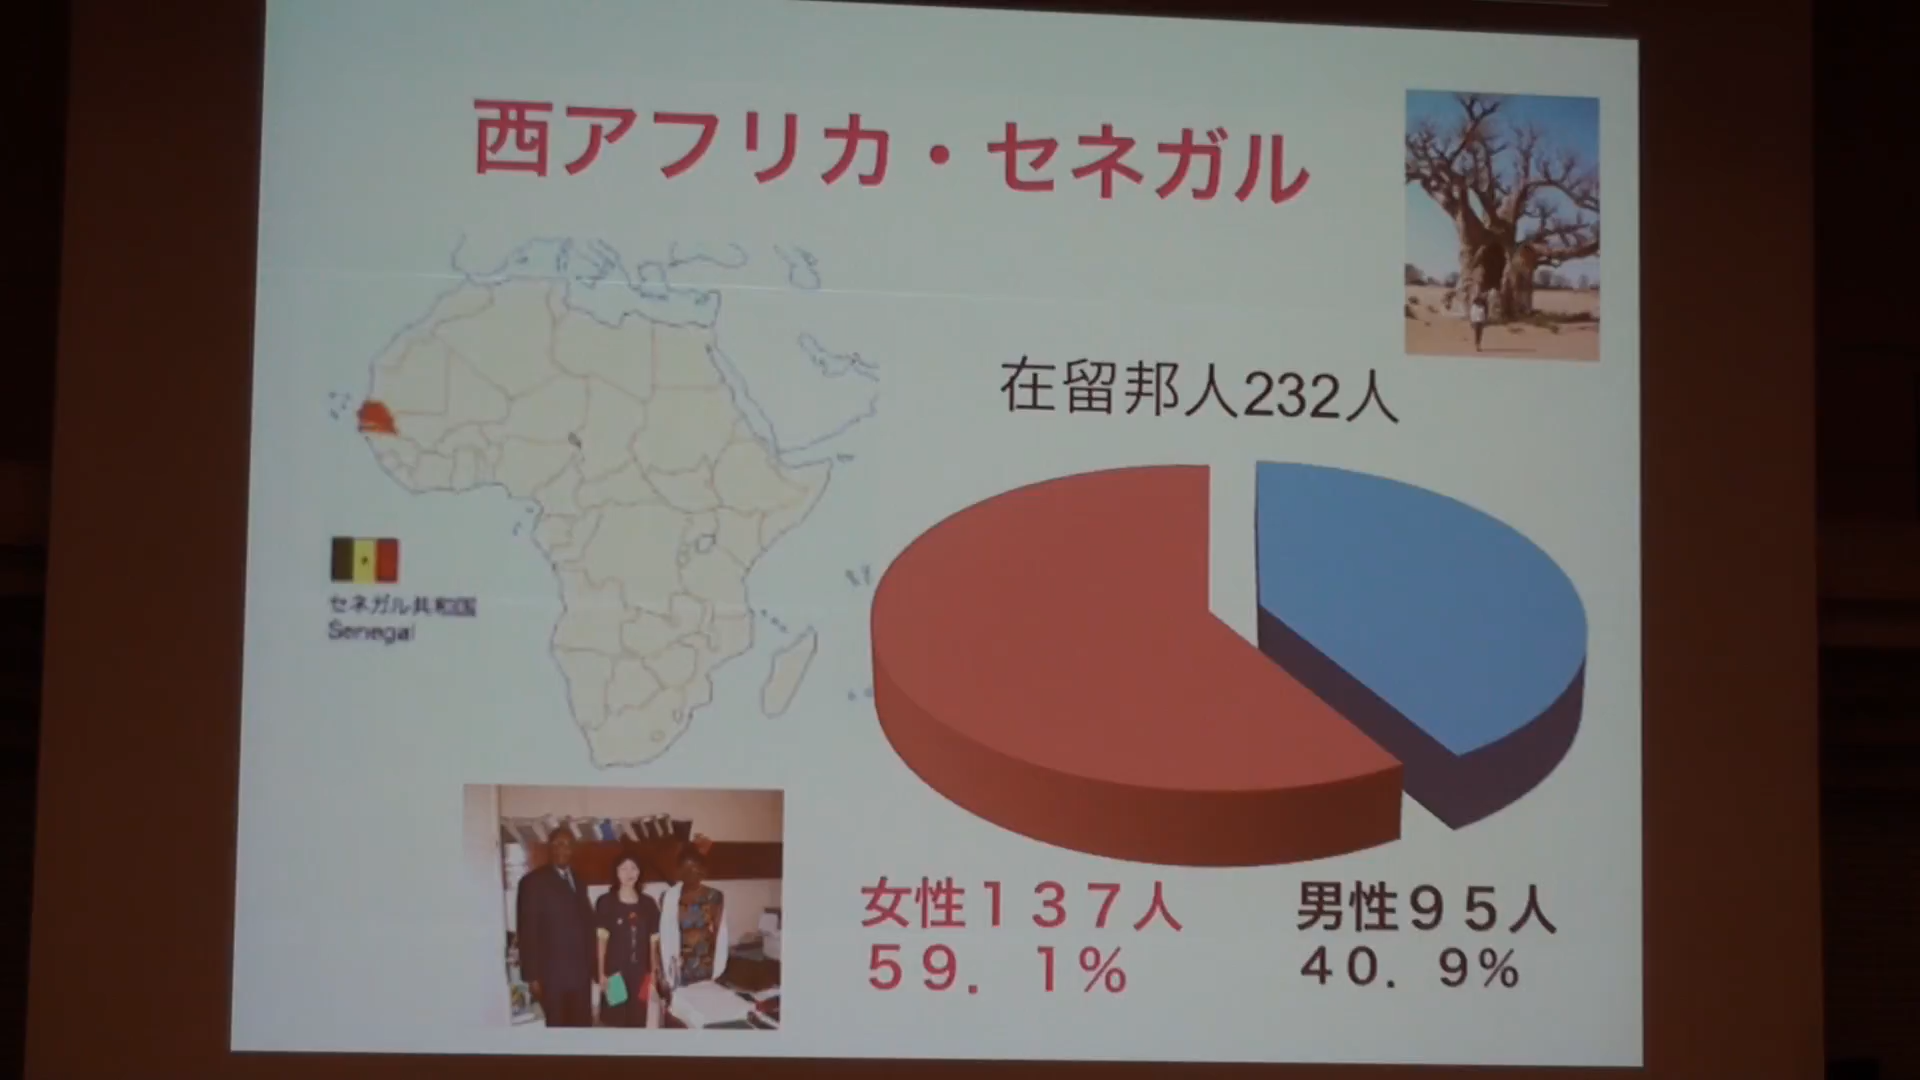 西アフリカ・セネガル
在留邦人232人
セネガル共和国
Senegal
女性１３７人
５９．１％
男性９５人
４０．９％